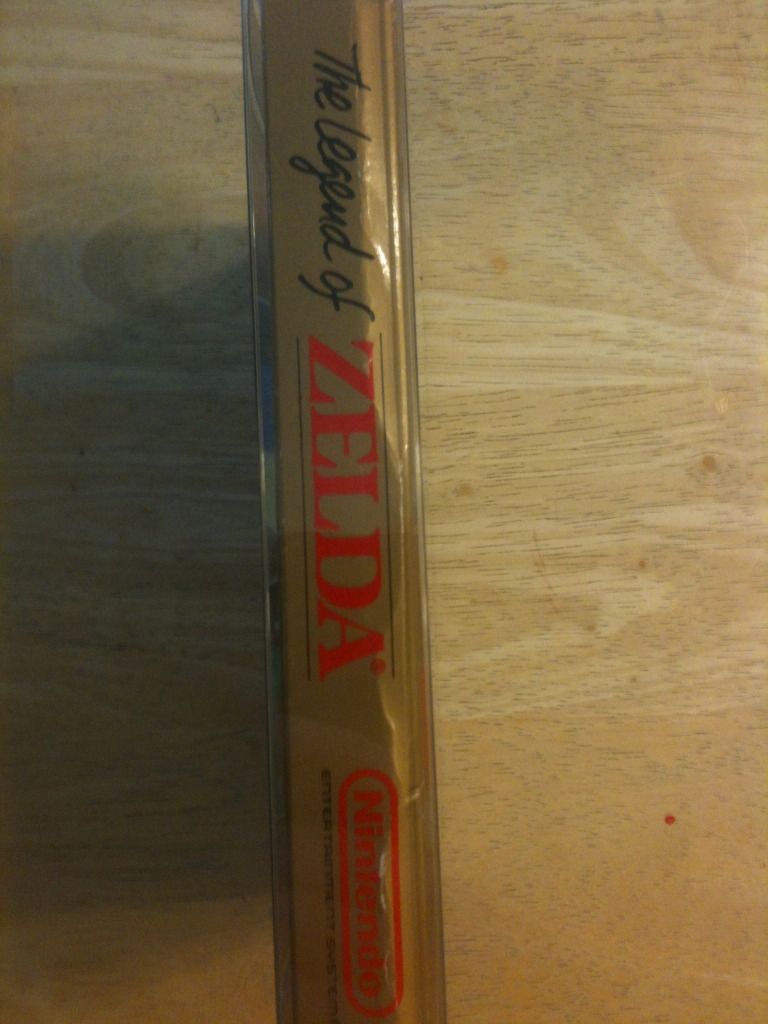 The Legend of
ZELDA®
Nintendo
ENTERTAINMENT SYSTEM